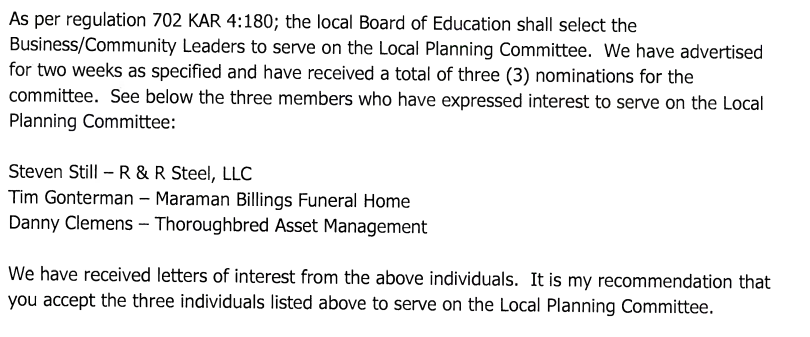 As per regulation 702 KAR 4:180; the local Board of Education shall select the
Business/Community Leaders to serve on the Local Planning Committee.  We have advertised
for two weeks as specified and have received a total of three (3) nominations for the
committee.  See below the three members who have expressed interest to serve on the Local
Planning Committee:
Steven Still – R & R Steel, LLC
Tim Gonterman – Maraman Billings Funeral Home
Danny Clemens – Thoroughbred Asset Management
We have received letters of interest from the above individuals.  It is my recommendation that
you accept the three individuals listed above to serve on the Local Planning Committee.